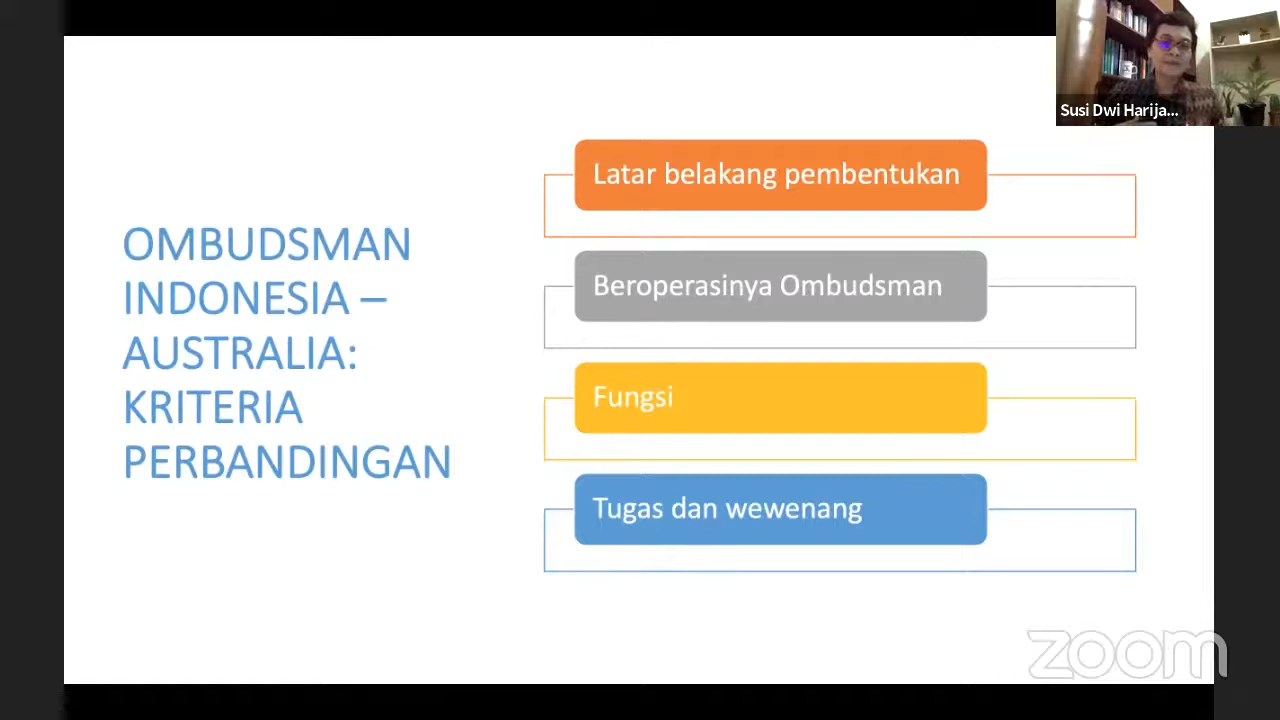 OMBUDSMAN
INDONESIA –
AUSTRALIA:
KRITERIA
PERBANDINGAN
Latar belakang pembentukan
Beroperasinya Ombudsman
Fungsi
Tugas dan wewenang
Susi Dwi Harija...
zoom